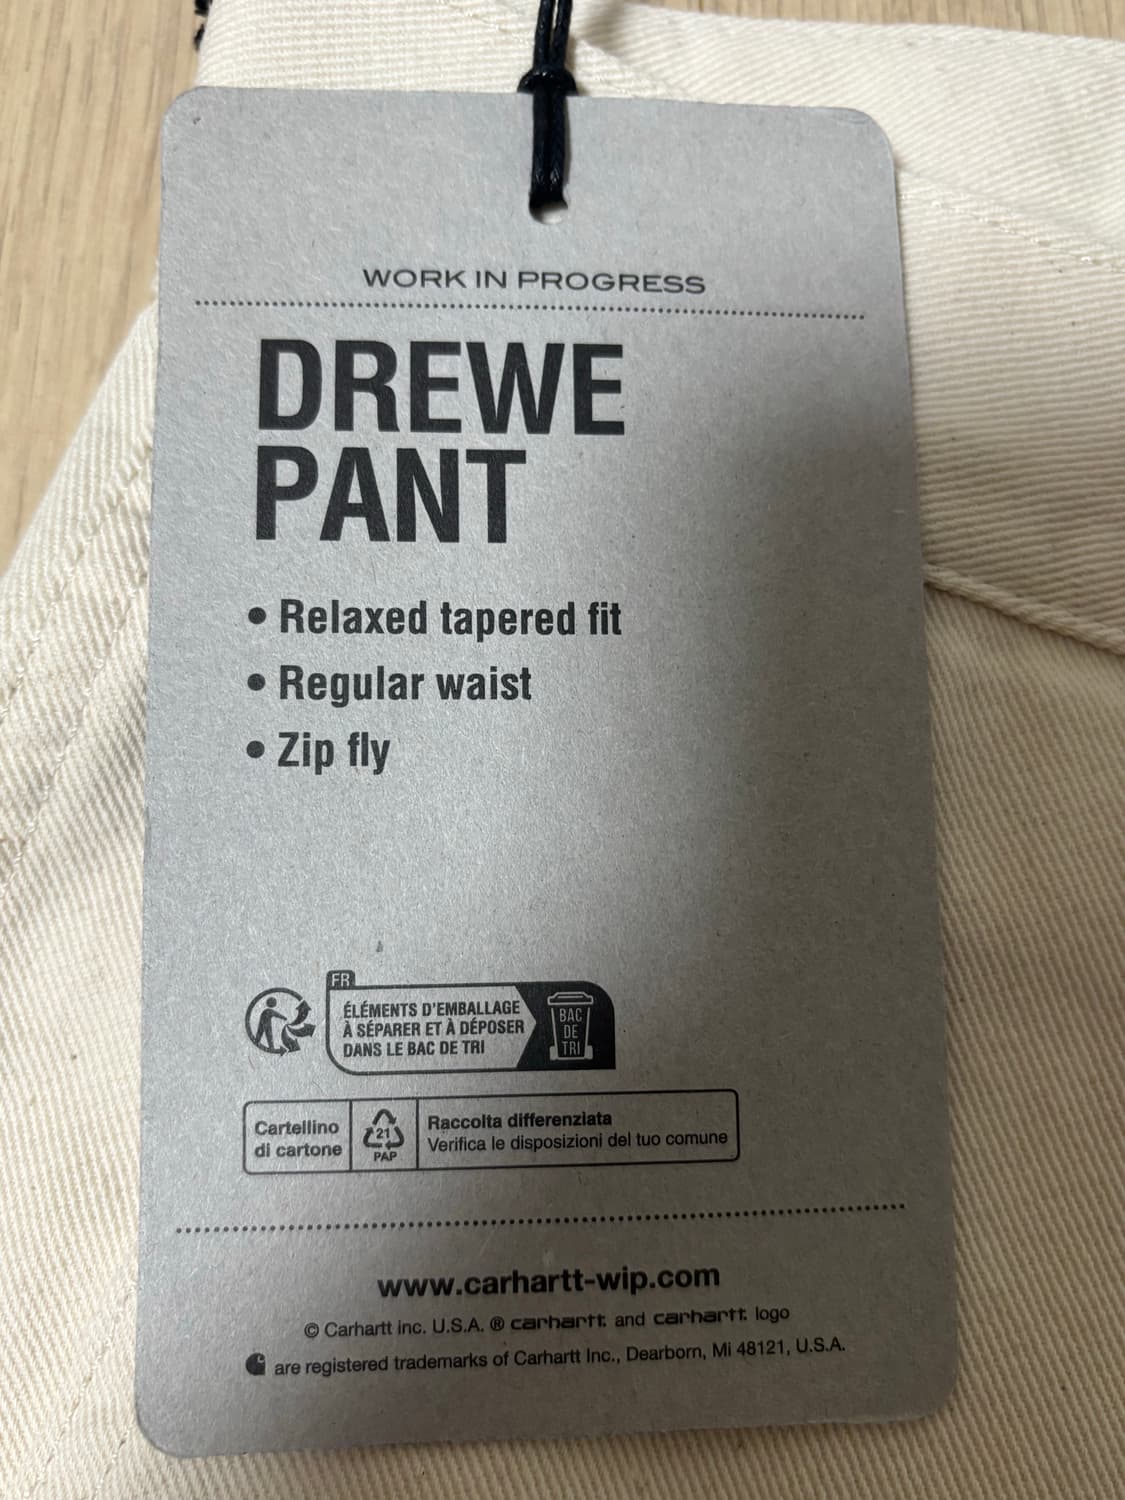 WORK IN PROGRESS
DREWE
PANT
• Relaxed tapered fit
• Regular waist
• Zip fly
FR
ÉLÉMENTS D'EMBALLAGE
À SÉPARER ET À DÉPOSER
DANS LE BAC DE TRI
BAC
DE
TRI
Cartellino
di cartone
21
PAP
Raccolta differenziata
Verifica le disposizioni del tuo comune
www.carhartt-wip.com
© Carhartt inc. U.S.A. ® carhartt. and carhartt. logo
are registered trademarks of Carhartt Inc., Dearborn, Mi 48121, U.S.A.